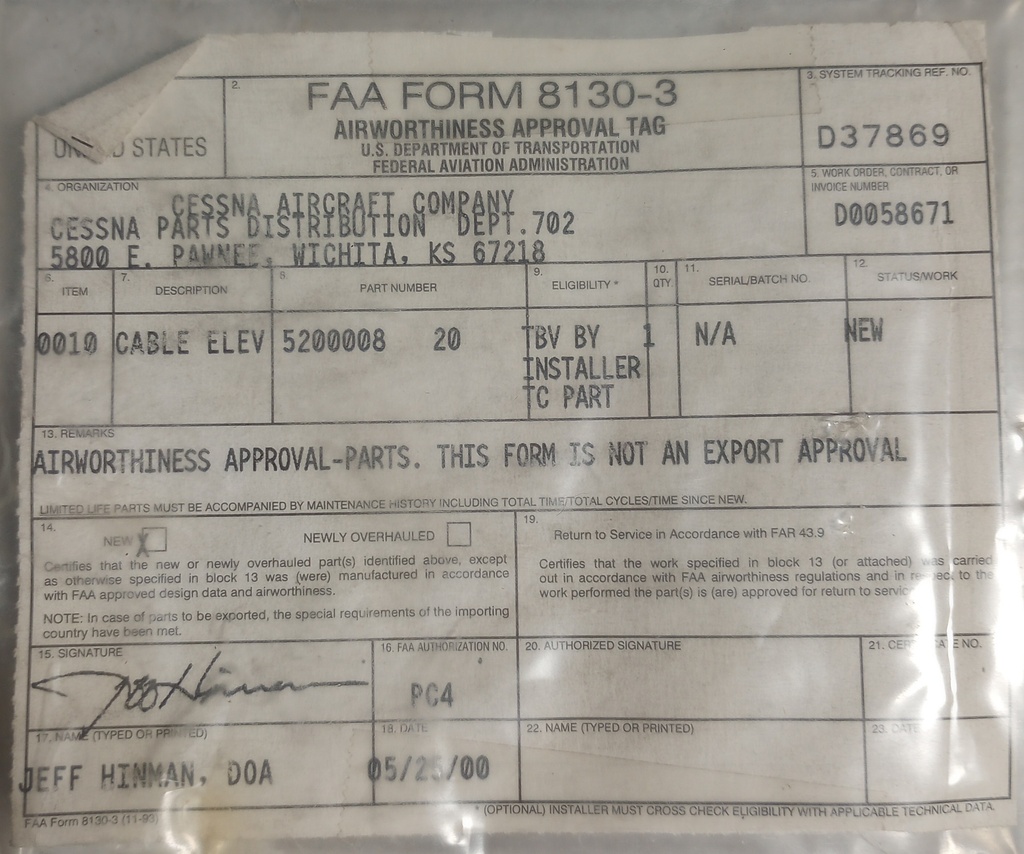 2.
FAA FORM 8130-3
AIRWORTHINESS APPROVAL TAG
U.S. DEPARTMENT OF TRANSPORTATION
FEDERAL AVIATION ADMINISTRATION
STATES
3. SYSTEM TRACKING REF. NO.
D37869
4. ORGANIZATION
CESSNA AIRCRAFT COMPANY
CESSNA PARTS DISTRIBUTION DEPT.702
5800 E. PAWNEE, WICHITA, KS 67218
5. WORK ORDER, CONTRACT, OR
INVOICE NUMBER
D0058671
6. ITEM
7. DESCRIPTION
8. PART NUMBER
9. ELIGIBILITY *
10. QTY.
11. SERIAL/BATCH NO.
12. STATUS/WORK
0010 CABLE ELEV 5200008 20 TBV BY 1 N/A NEW
INSTALLER
TC PART
13. REMARKS
AIRWORTHINESS APPROVAL-PARTS. THIS FORM IS NOT AN EXPORT APPROVAL
LIMITED LIFE PARTS MUST BE ACCOMPANIED BY MAINTENANCE HISTORY INCLUDING TOTAL TIME/TOTAL CYCLES/TIME SINCE NEW.
14.
NEW X NEWLY OVERHAULED
Certifies that the new or newly overhauled part(s) identified above, except
as otherwise specified in block 13 was (were) manufactured in accordance
with FAA approved design data and airworthiness.
NOTE: In case of parts to be exported, the special requirements of the importing
country have been met.
19.
Return to Service in Accordance with FAR 43.9
Certifies that the work specified in block 13 (or attached) was carried
out in accordance with FAA airworthiness regulations and in respect to the
work performed the part(s) is (are) approved for return to
15. SIGNATURE
Jeff Hinman
16. FAA AUTHORIZATION NO.
PC4
20. AUTHORIZED SIGNATURE
21. NO.
17. NAME (TYPED OR PRINTED)
JEFF HINMAN, DOA
18. DATE
05/25/00
22. NAME (TYPED OR PRINTED)
23. DATE
* (OPTIONAL) INSTALLER MUST CROSS CHECK ELIGIBILITY WITH APPLICABLE TECHNICAL DATA.
FAA Form 8130-3 (11-93)